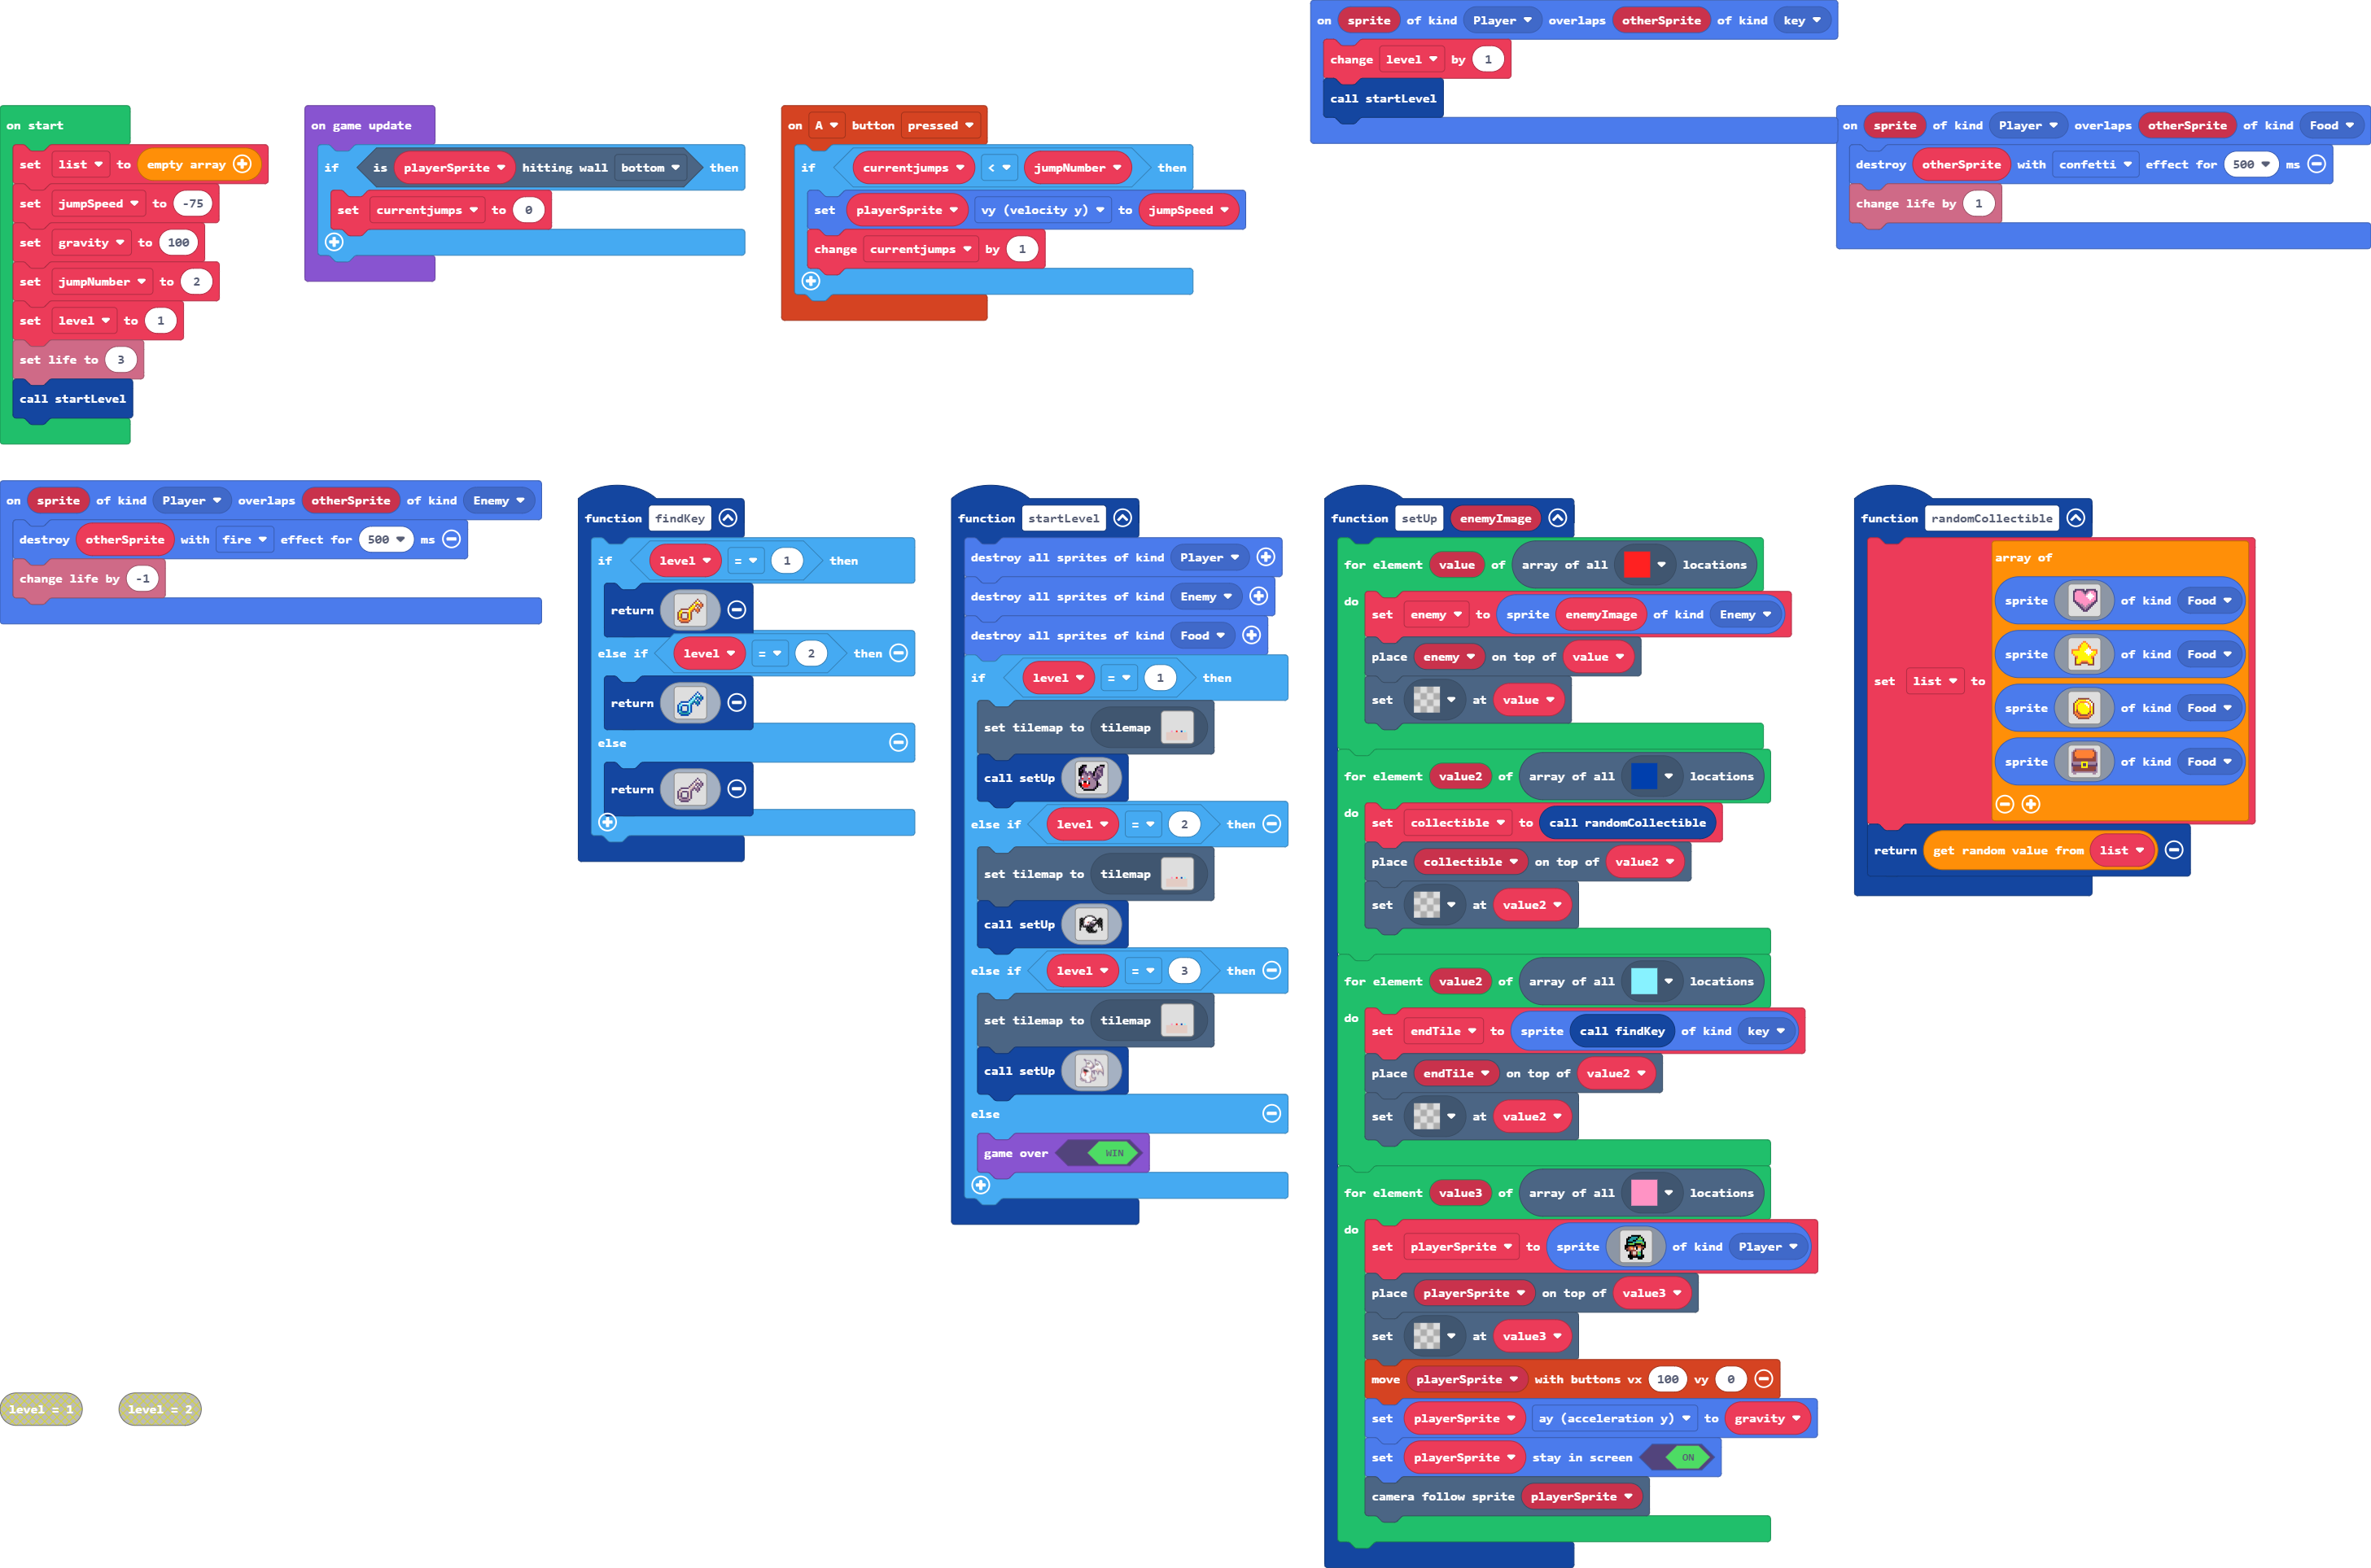 on start
set list to empty array
set jumpSpeed to -75
set gravity to 100
set jumpNumber to 2
set level to 1
set life to 3
call startLevel
on game update
if is playerSprite hitting wall bottom then
set currentjumps to 0
on A button pressed
if currentjumps < jumpNumber then
set playerSprite vy (velocity y) to jumpSpeed
change currentjumps by 1
on sprite of kind Player overlaps otherSprite of kind key
change level by 1
call startLevel
on sprite of kind Player overlaps otherSprite of kind Food
destroy otherSprite with confetti effect for 500 ms
change life by 1
on sprite of kind Player overlaps otherSprite of kind Enemy
destroy otherSprite with fire effect for 500 ms
change life by -1
function findKey
if level = 1 then
return
else if level = 2 then
return
else
return
function startLevel
destroy all sprites of kind Player
destroy all sprites of kind Enemy
destroy all sprites of kind Food
if level = 1 then
set tilemap to tilemap
call setUp
else if level = 2 then
set tilemap to tilemap
call setUp
else if level = 3 then
set tilemap to tilemap
call setUp
else
game over WIN
function setUp enemyImage
for element value of array of all locations
do set enemy to sprite enemyImage of kind Enemy
place enemy on top of value
set at value
for element value2 of array of all locations
do set collectible to call randomCollectible
place collectible on top of value2
set at value2
for element value2 of array of all locations
do set endTile to sprite call findKey of kind key
place endTile on top of value2
set at value2
for element value3 of array of all locations
do set playerSprite to sprite of kind Player
place playerSprite on top of value3
set at value3
move playerSprite with buttons vx 100 vy 0
set playerSprite ay (acceleration y) to gravity
set playerSprite stay in screen ON
camera follow sprite playerSprite
function randomCollectible
set list to array of
sprite of kind Food
sprite of kind Food
sprite of kind Food
sprite of kind Food
return get random value from list
level = 1
level = 2